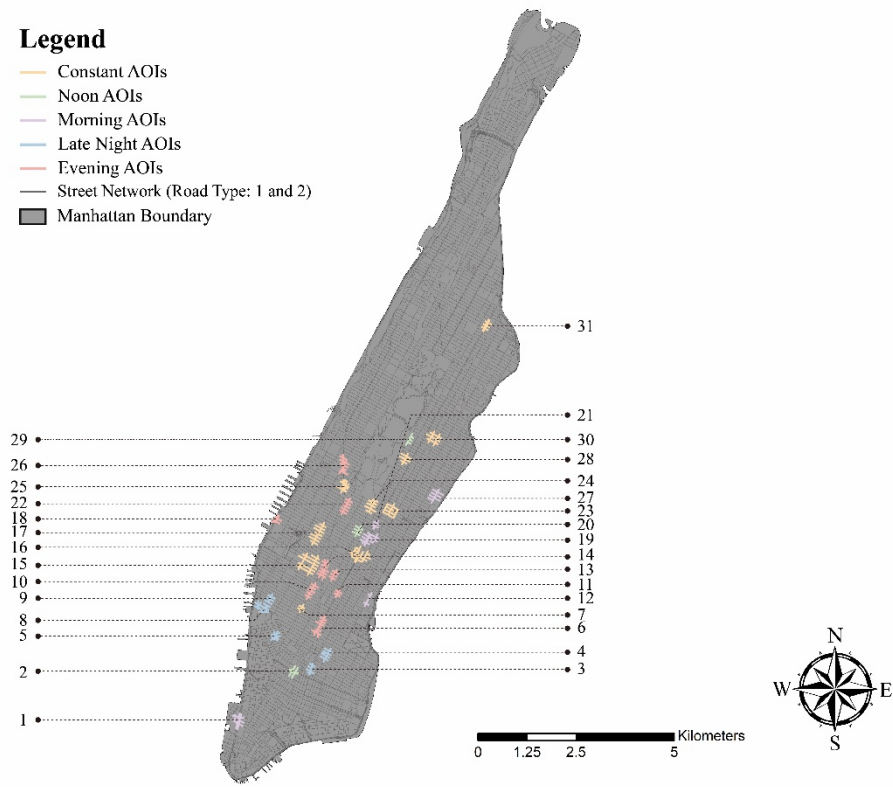 Legend
Constant AOIs
Noon AOIs
Morning AOIs
Late Night AOIs
Evening AOIs
Street Network (Road Type: 1 and 2)
Manhattan Boundary
31
21
29
30
26
28
25
24
22
27
23
18
20
17
19
16
14
15
13
10
11
9
12
7
8
6
5
4
2
3
1
N
W
E
S
Kilometers
0
1.25
2.5
5